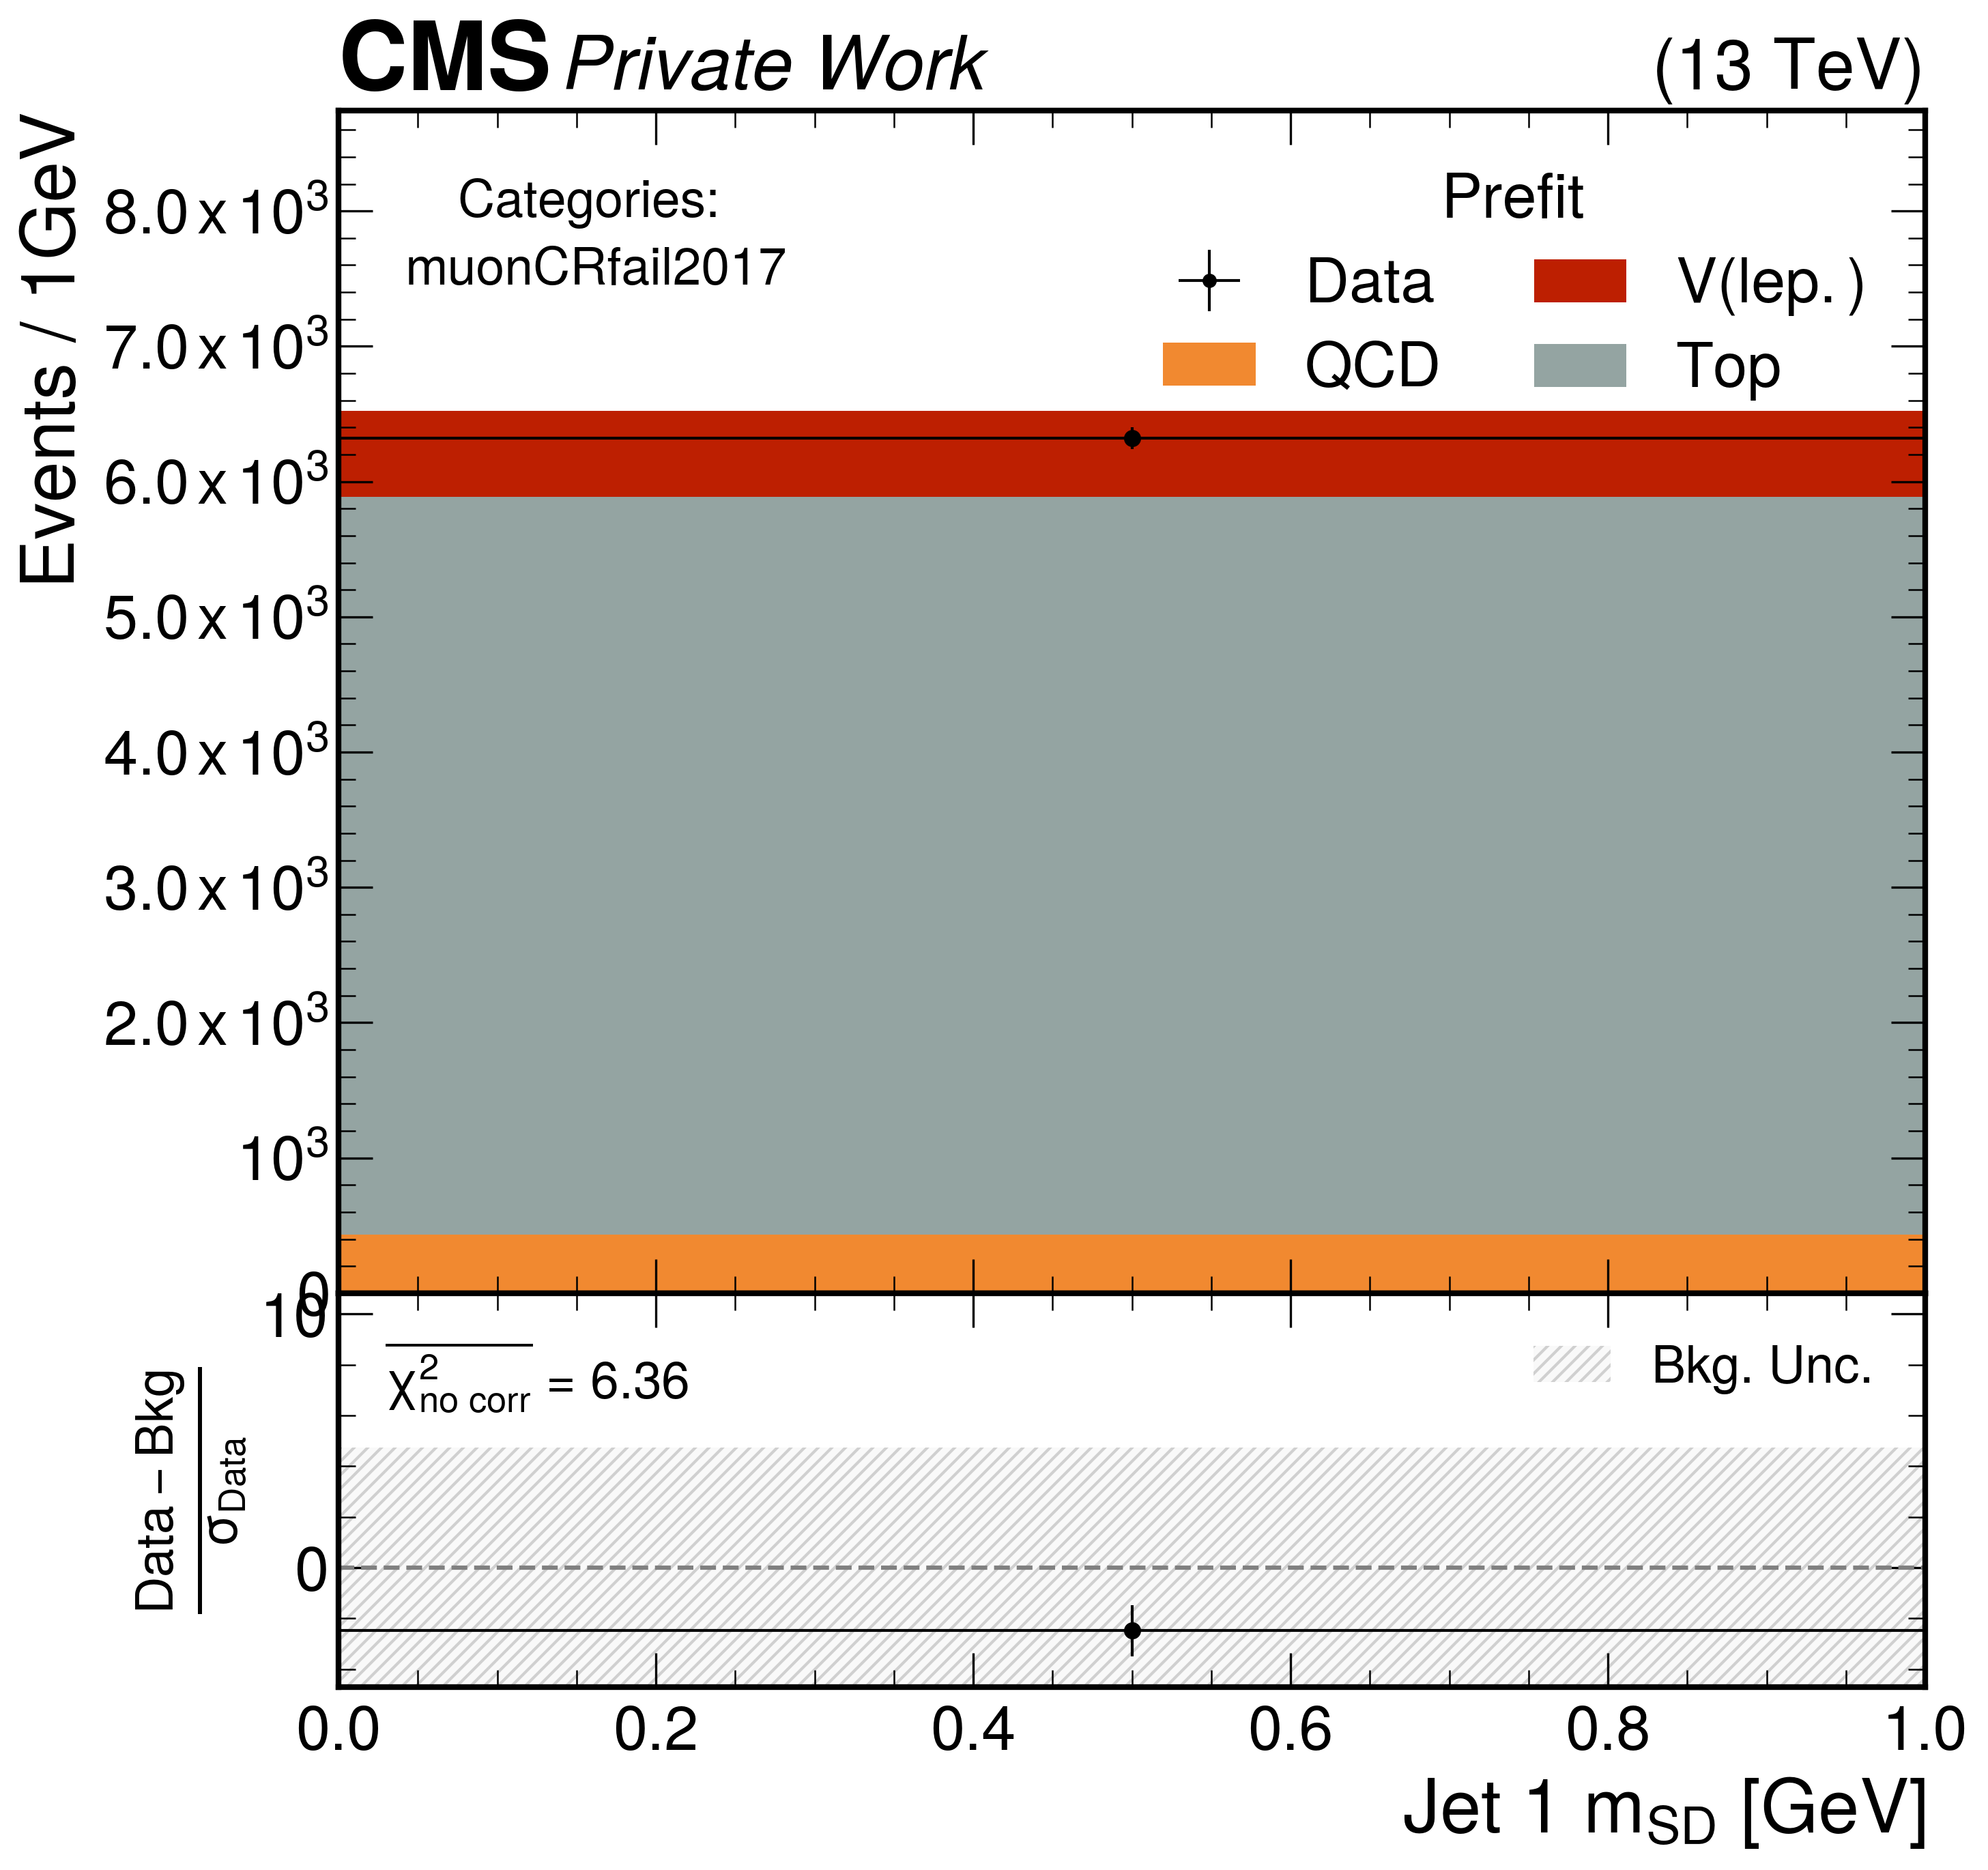 CMS Private Work (13 TeV)
Events / 1GeV
8.0 x 10³
7.0 x 10³
6.0 x 10³
5.0 x 10³
4.0 x 10³
3.0 x 10³
2.0 x 10³
10³
0
Categories:
muonCRfail2017
Prefit
Data V(lep.)
QCD Top
10
0
Data − Bkg
σ_Data
χ²_no corr = 6.36
Bkg. Unc.
0.0 0.2 0.4 0.6 0.8 1.0
Jet 1 m_SD [GeV]